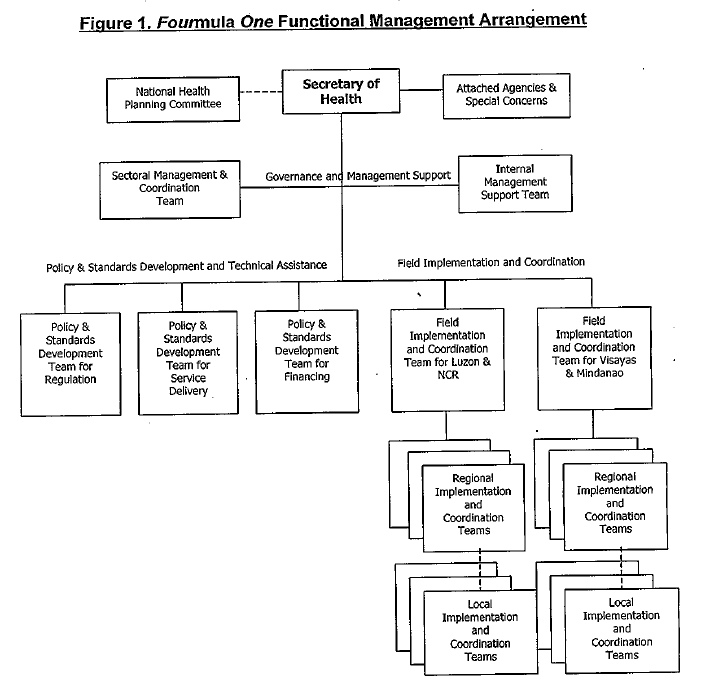 Figure 1. Fourmula One Functional Management Arrangement
National Health
Planning Committee
Secretary of
Health
Attached Agencies &
Special Concerns
Sectoral Management &
Coordination
Team
Governance and Management Support
Internal
Management
Support Team
Policy & Standards Development and Technical Assistance
Field Implementation and Coordination
Policy &
Standards
Development
Team for
Regulation
Policy &
Standards
Development
Team for
Service
Delivery
Policy &
Standards
Development
Team for
Financing
Field
Implementation
and Coordination
Team for Luzon &
NCR
Field
Implementation
and Coordination
Team for Visayas
& Mindanao
Regional
Implementation
and
Coordination
Teams
Regional
Implementation
and
Coordination
Teams
Local
Implementation
and
Coordination
Teams
Local
Implementation
and
Coordination
Teams